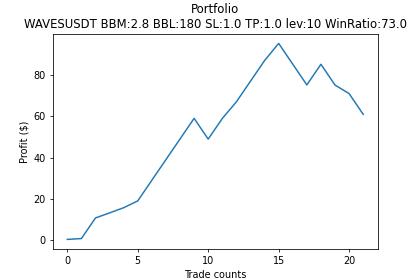 Portfolio
WAVESUSDT BBM:2.8 BBL:180 SL:1.0 TP:1.0 lev:10 WinRatio:73.0
80
60
40
20
0
Profit ($)
0 5 10 15 20
Trade counts